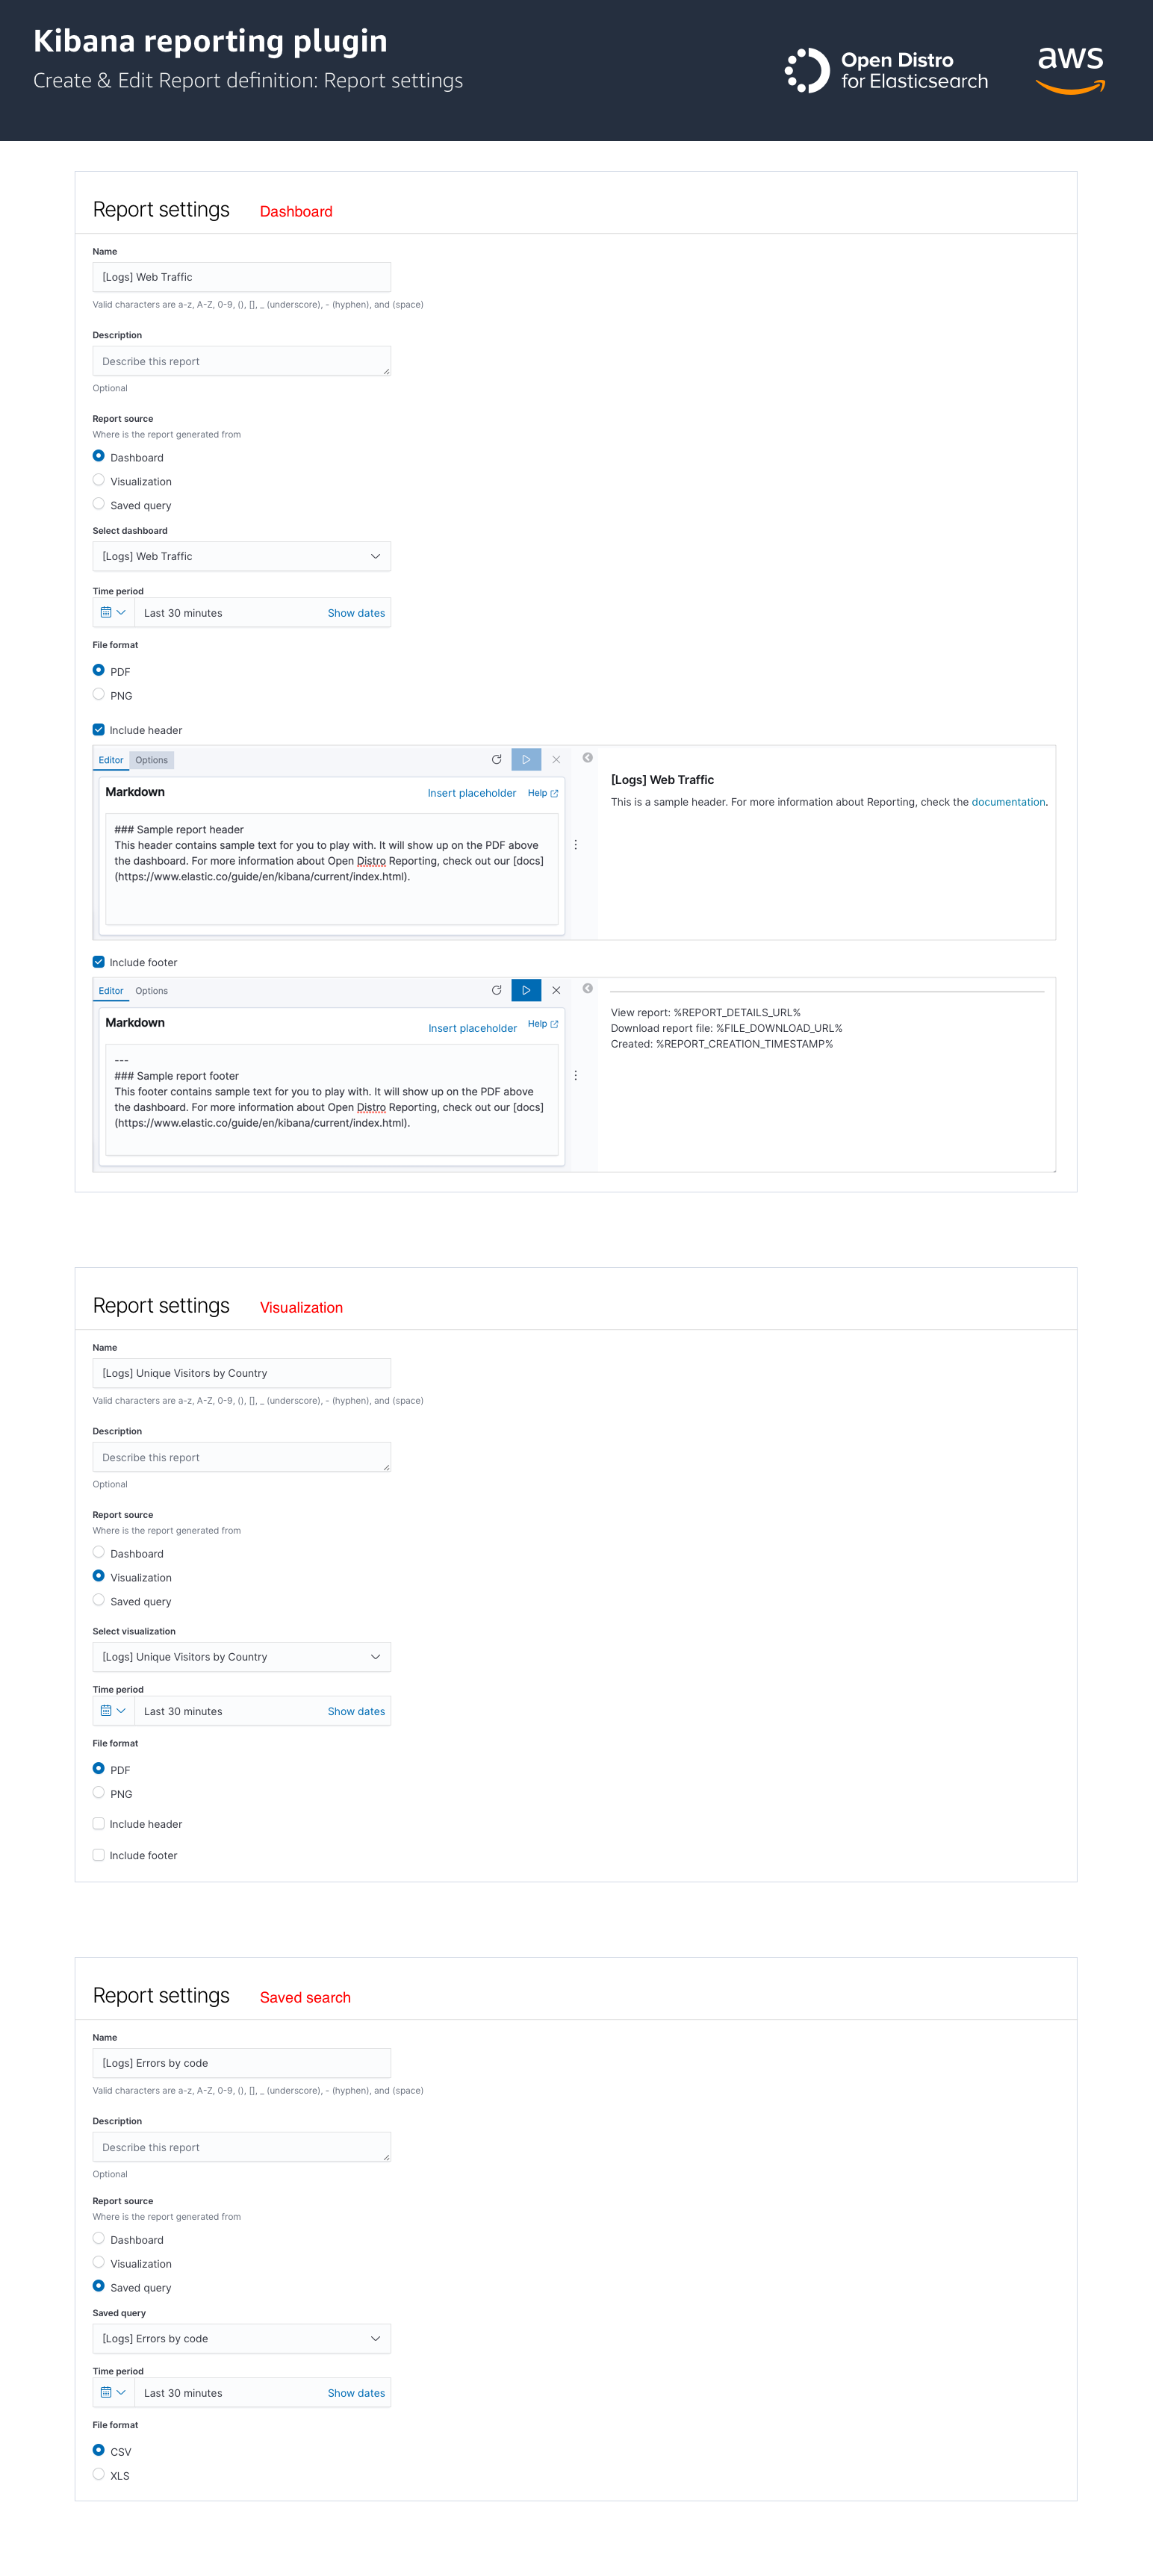 Kibana reporting plugin
Create & Edit Report definition: Report settings
Open Distro
for Elasticsearch
aws
Report settings Dashboard
Name
[Logs] Web Traffic
Valid characters are a-z, A-Z, 0-9, (), [], _ (underscore), - (hyphen), and (space)
Description
Describe this report
Optional
Report source
Where is the report generated from
Dashboard
Visualization
Saved query
Select dashboard
[Logs] Web Traffic
Time period
Last 30 minutes Show dates
File format
PDF
PNG
Include header
Editor Options
Markdown Insert placeholder Help
### Sample report header
This header contains sample text for you to play with. It will show up on the PDF above
the dashboard. For more information about Open Distro Reporting, check out our [docs]
(https://www.elastic.co/guide/en/kibana/current/index.html).
[Logs] Web Traffic
This is a sample header. For more information about Reporting, check the documentation.
Include footer
Editor Options
Markdown Insert placeholder Help
---
### Sample report footer
This footer contains sample text for you to play with. It will show up on the PDF above
the dashboard. For more information about Open Distro Reporting, check out our [docs]
(https://www.elastic.co/guide/en/kibana/current/index.html).
View report: %REPORT_DETAILS_URL%
Download report file: %FILE_DOWNLOAD_URL%
Created: %REPORT_CREATION_TIMESTAMP%
Report settings Visualization
Name
[Logs] Unique Visitors by Country
Valid characters are a-z, A-Z, 0-9, (), [], _ (underscore), - (hyphen), and (space)
Description
Describe this report
Optional
Report source
Where is the report generated from
Dashboard
Visualization
Saved query
Select visualization
[Logs] Unique Visitors by Country
Time period
Last 30 minutes Show dates
File format
PDF
PNG
Include header
Include footer
Report settings Saved search
Name
[Logs] Errors by code
Valid characters are a-z, A-Z, 0-9, (), [], _ (underscore), - (hyphen), and (space)
Description
Describe this report
Optional
Report source
Where is the report generated from
Dashboard
Visualization
Saved query
Saved query
[Logs] Errors by code
Time period
Last 30 minutes Show dates
File format
CSV
XLS